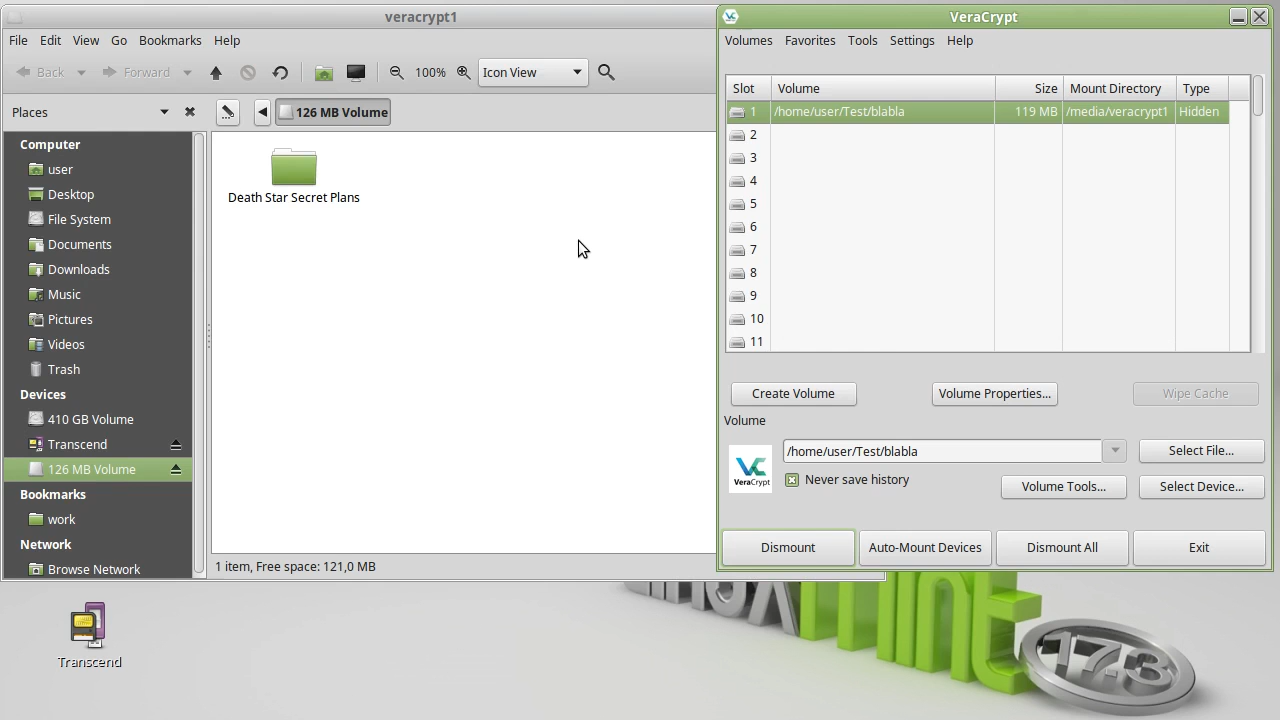 veracrypt1
File Edit View Go Bookmarks Help
Back Forward 100% Icon View
Places
126 MB Volume
Computer
user
Desktop
File System
Documents
Downloads
Music
Pictures
Videos
Trash
Devices
410 GB Volume
Transcend
126 MB Volume
Bookmarks
work
Network
Browse Network
Death Star Secret Plans
1 item, Free space: 121,0 MB
VeraCrypt
Volumes Favorites Tools Settings Help
Slot Volume Size Mount Directory Type
1 /home/user/Test/blabla 119 MB /media/veracrypt1 Hidden
2
3
4
5
6
7
8
9
10
11
Create Volume Volume Properties... Wipe Cache
Volume
VeraCrypt
/home/user/Test/blabla Select File...
Never save history Volume Tools... Select Device...
Dismount Auto-Mount Devices Dismount All Exit
Transcend
17.3